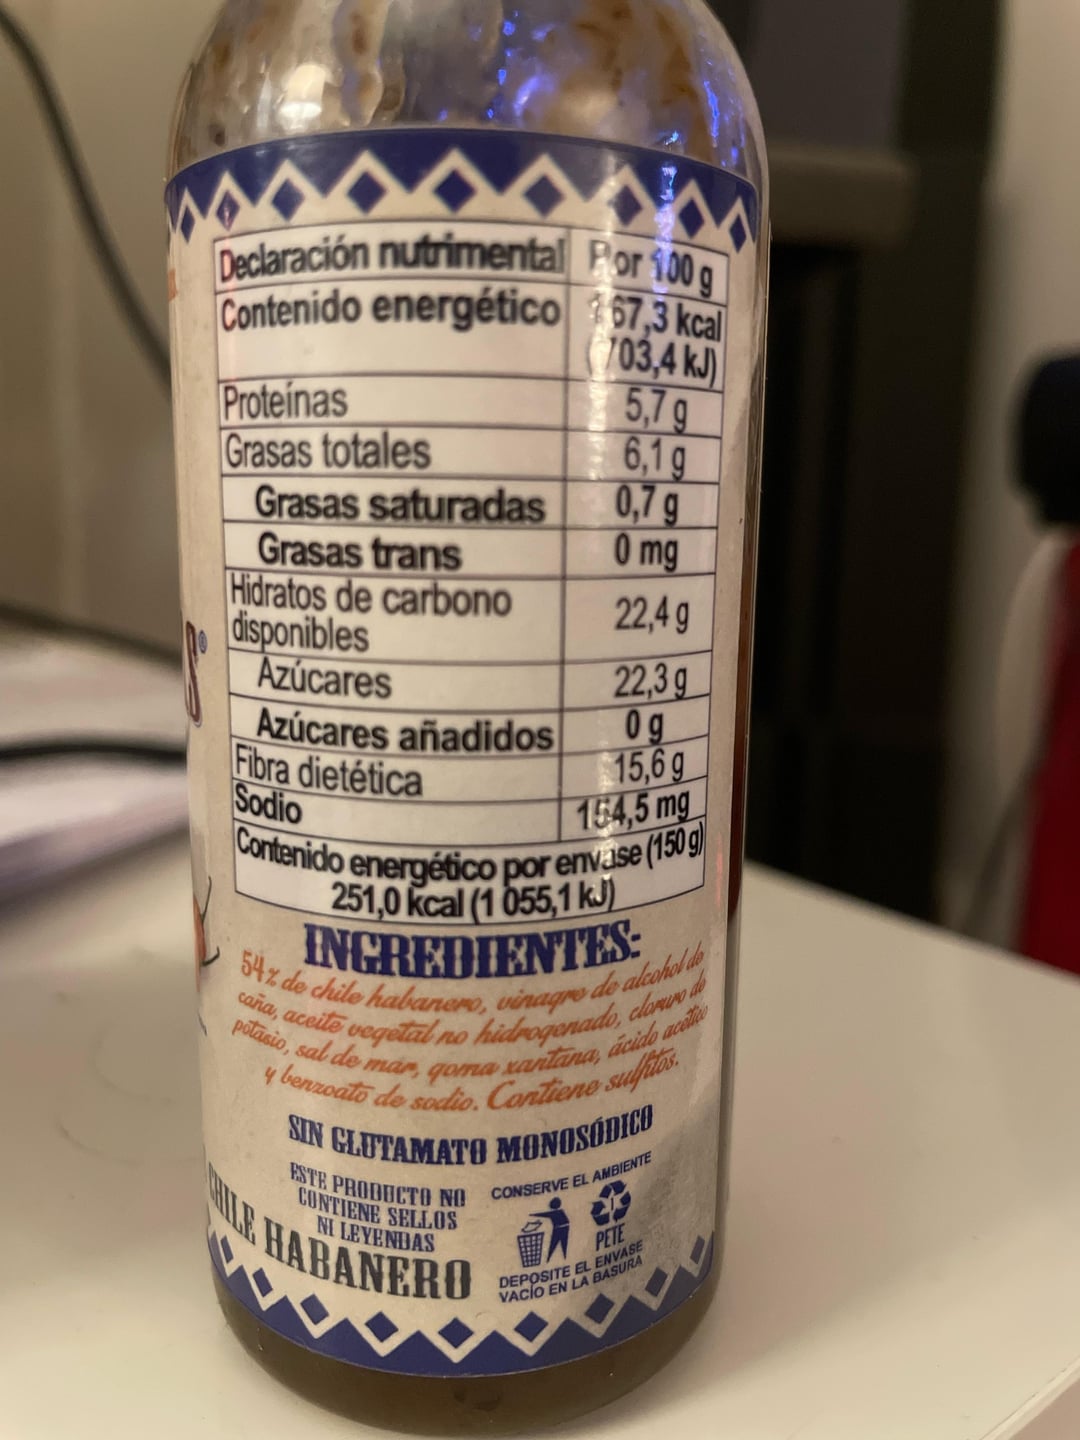 Declaración nutrimental Por 100 g
Contenido energético 167,3 kcal
(703,4 kJ)
Proteínas 5,7 g
Grasas totales 6,1 g
Grasas saturadas 0,7 g
Grasas trans 0 mg
Hidratos de carbono
disponibles 22,4 g
Azúcares 22,3 g
Azúcares añadidos 0 g
Fibra dietética 15,6 g
Sodio 154,5 mg
Contenido energético por envase (150 g)
251,0 kcal (1 055,1 kJ)
INGREDIENTES:
54% de chile habanero, vinagre de alcohol de
caña, aceite vegetal no hidrogenado, cloruro de
potasio, sal de mar, goma xantana, ácido acético
y benzoato de sodio. Contiene sulfitos.
SIN GLUTAMATO MONOSÓDICO
ESTE PRODUCTO NO
CONTIENE SELLOS
NI LEYENDAS
CONSERVE EL AMBIENTE
PETE
DEPOSITE EL ENVASE
VACÍO EN LA BASURA
CHILE HABANERO
S®